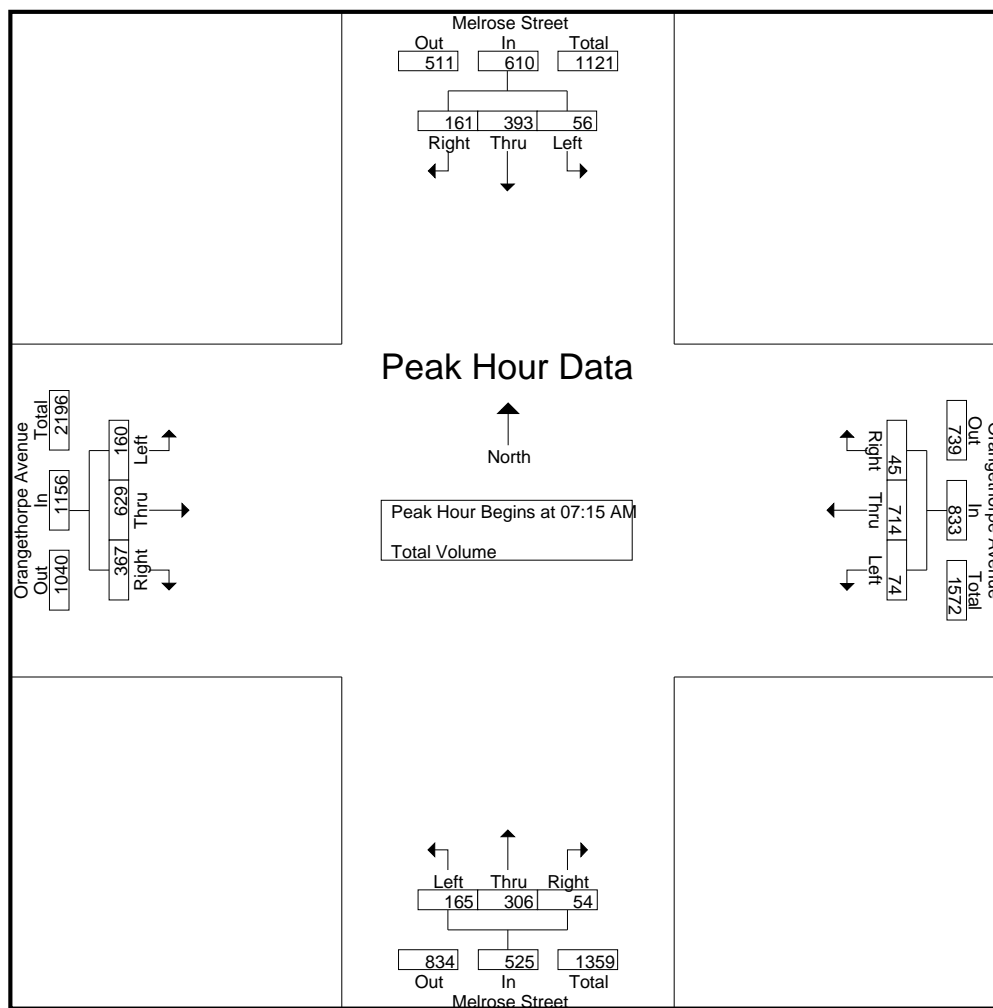 Melrose Street
Out In Total
511 610 1121
161 393 56
Right Thru Left
Peak Hour Data
North
Peak Hour Begins at 07:15 AM
Total Volume
Orangethorpe Avenue
Out In Total
1040 1156 2196
367 629 160
Right Thru Left
Orangethorpe Avenue
Out In Total
739 833 1572
45 714 74
Right Thru Left
Left Thru Right
165 306 54
834 525 1359
Out In Total
Melrose Street